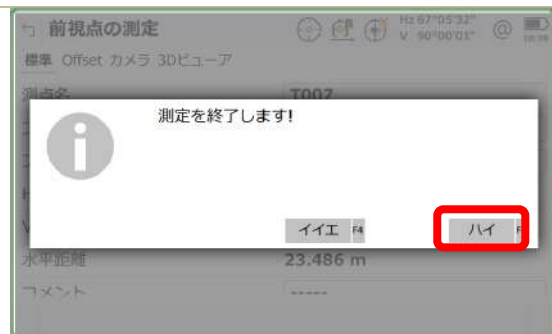 前視点の測定
Hz 67°05'32"
V 90°00'01"
標準 Offset カメラ 3Dビューア
測点名 T007
測定を終了します!
イイエ F4 ハイ
水平距離 23.486 m
コメント -----